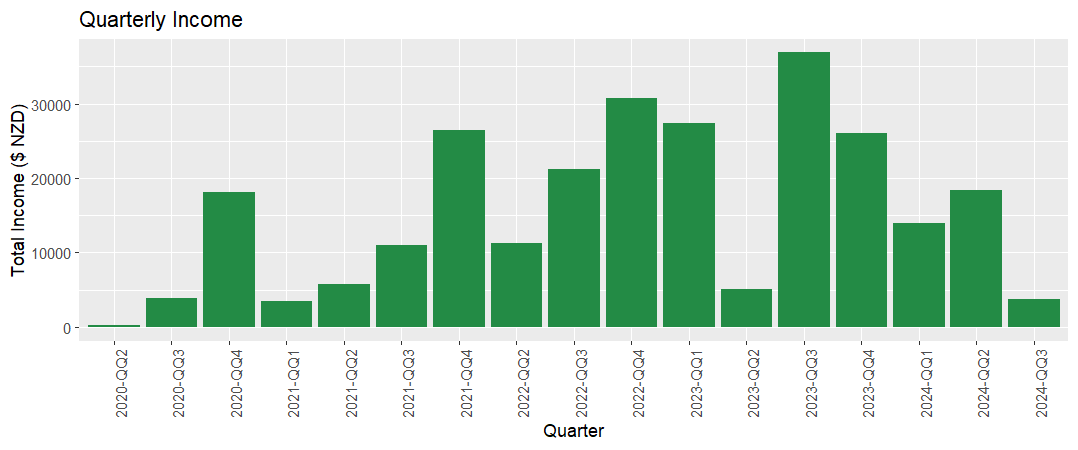 Quarterly Income
Total Income ($ NZD)
30000
20000
10000
0
2020-QQ2
2020-QQ3
2020-QQ4
2021-QQ1
2021-QQ2
2021-QQ3
2021-QQ4
2022-QQ2
2022-QQ3
2022-QQ4
2023-QQ1
2023-QQ2
2023-QQ3
2023-QQ4
2024-QQ1
2024-QQ2
2024-QQ3
Quarter